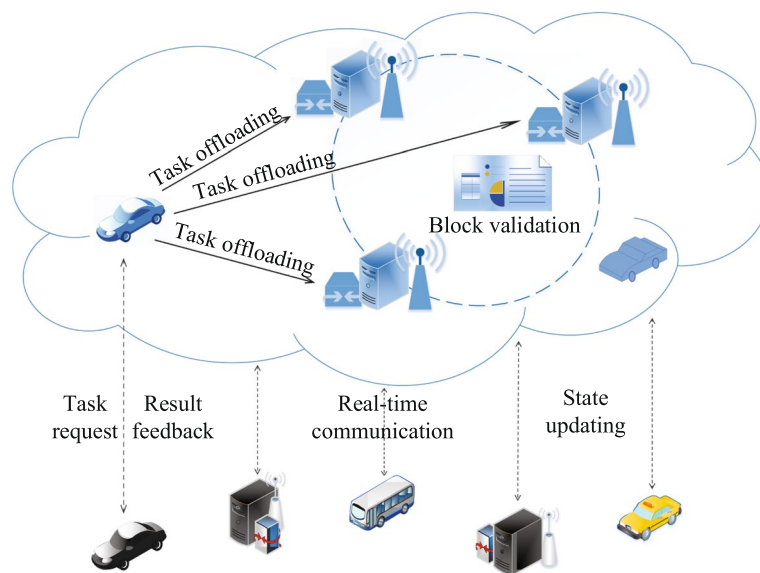 Task offloading
Task offloading
Task offloading
Block validation
Task
request
Result
feedback
Real-time
communication
State
updating